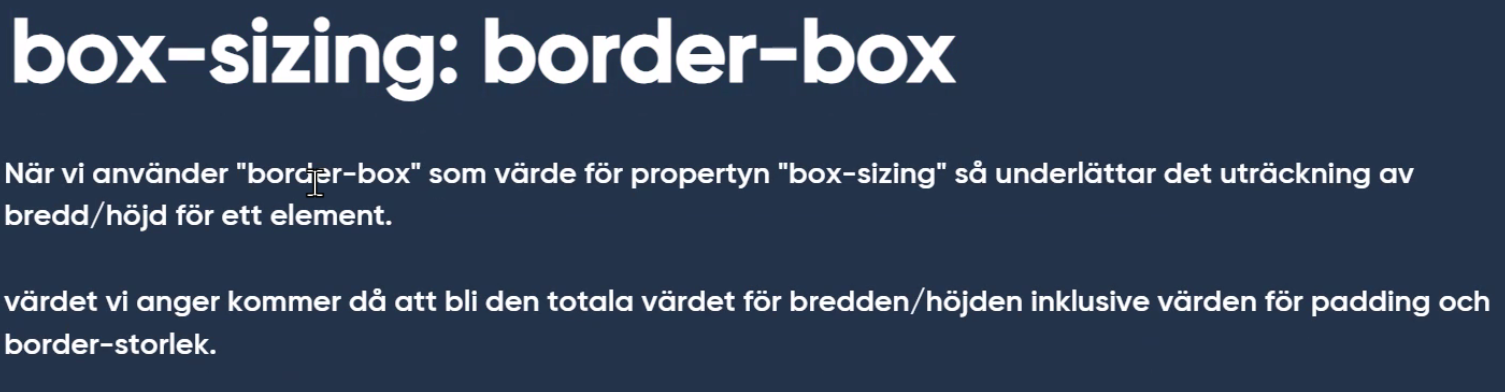 box-sizing: border-box
När vi använder "border-box" som värde för propertyn "box-sizing" så underlättar det uträckning av
bredd/höjd för ett element.
värdet vi anger kommer då att bli den totala värdet för bredden/höjden inklusive värden för padding och
border-storlek.